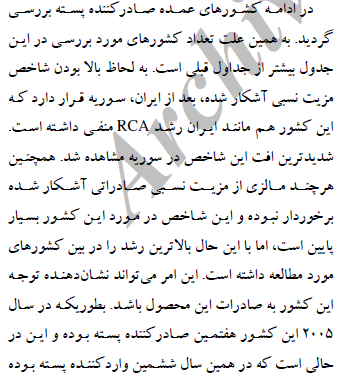 در ادامه کشورهای عمده صادرکننده پسته بررسی
گردید. به همین علت تعداد کشورهای مورد بررسی در این
جدول بیشتر از جداول قبلی است. به لحاظ بالا بودن شاخص
مزیت نسبی آشکار شده، بعد از ایران، سوریه قرار دارد که
این کشور هم مانند ایران رشد RCA منفی داشته است.
شدیدترین افت این شاخص در سوریه مشاهده شد. همچنین
هرچند مالزی از مزیت نسبی صادراتی آشکار شده
برخوردار نبوده و این شاخص در مورد این کشور بسیار
پایین است، اما با این حال بالاترین رشد را در بین کشورهای
مورد مطالعه داشته است. این امر می‌تواند نشان‌دهنده توجه
این کشور به صادرات این محصول باشد. بطوریکه در سال
۲۰۰۵ این کشور هفتمین صادرکننده پسته بوده و این در
حالی است که در همین سال ششمین واردکننده پسته بوده